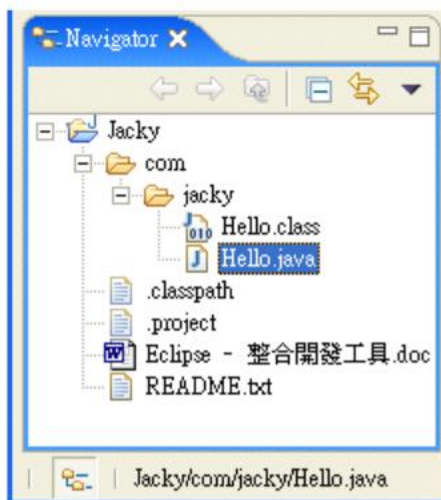 Navigator
Jacky
com
jacky
Hello.class
Hello.java
.classpath
.project
Eclipse - 整合開發工具.doc
README.txt
Jacky/com/jacky/Hello.java